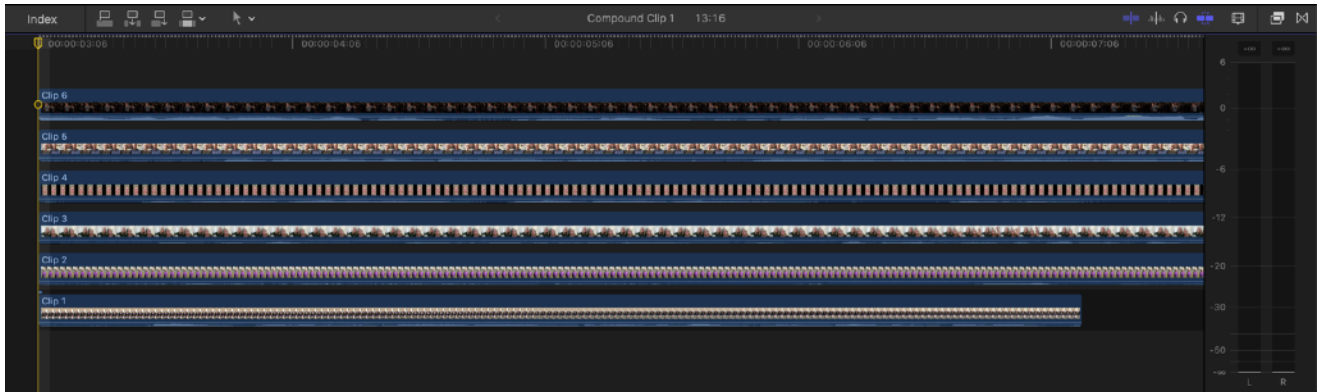 Index
Compound Clip 1 13:16
00:00:03:06 00:00:04:06 00:00:05:06 00:00:06:06 00:00:07:06
-∞ -∞
6
Clip 6
0
Clip 5
Clip 4
-6
Clip 3
-12
Clip 2
-20
Clip 1
-30
-50
-∞
L R